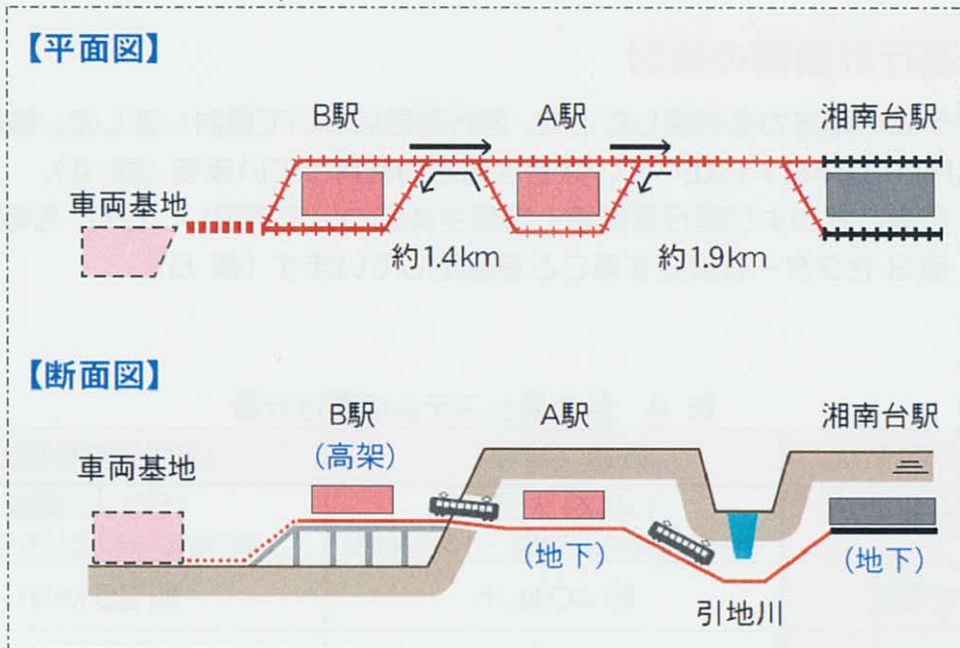 【平面図】
B駅
A駅
湘南台駅
車両基地
約1.4km
約1.9km
【断面図】
B駅
A駅
湘南台駅
車両基地
(高架)
(地下)
(地下)
引地川